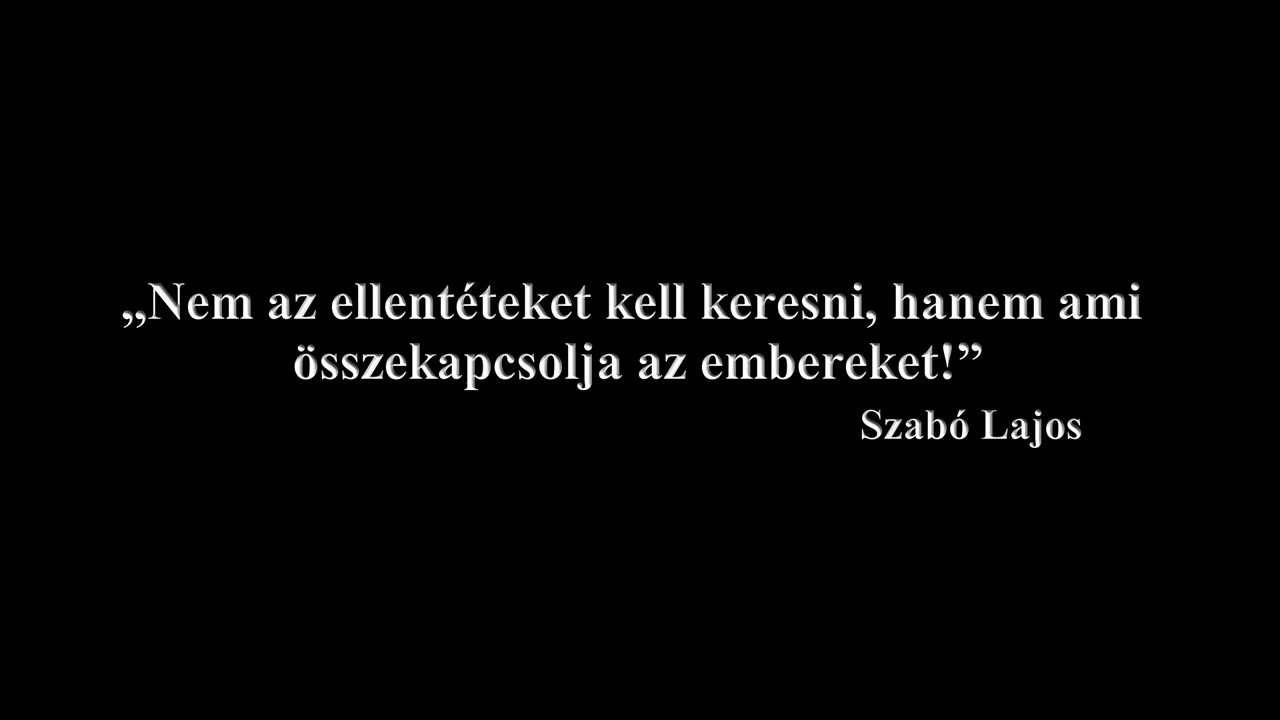 „Nem az ellentéteket kell keresni, hanem ami
összekapcsolja az embereket!”
Szabó Lajos